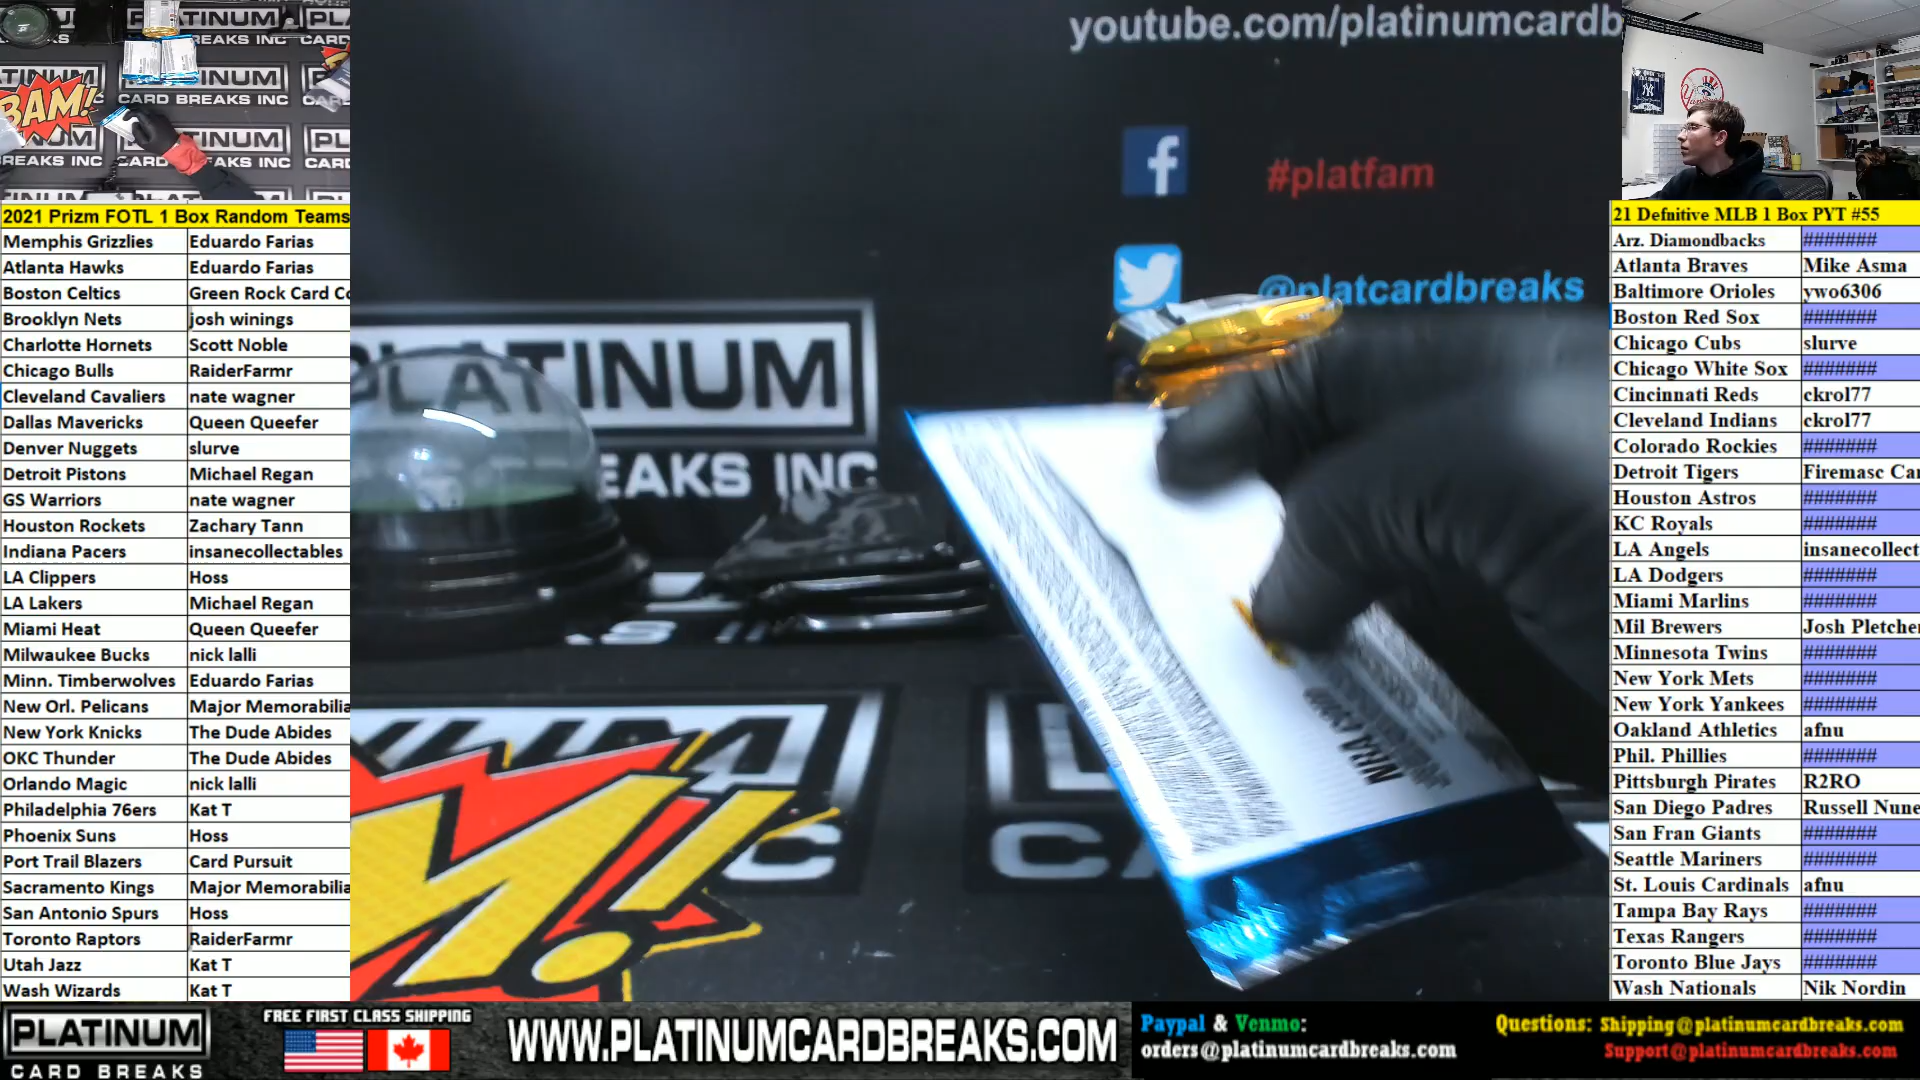 youtube.com/platinumcardb
#platfam
@platcardbreaks
PLATINUM
EAKS INC
BAM!
CARD BREAKS INC
2021 Prizm FOTL 1 Box Random Teams
Memphis Grizzlies Eduardo Farias
Atlanta Hawks Eduardo Farias
Boston Celtics Green Rock Card Co
Brooklyn Nets josh winings
Charlotte Hornets Scott Noble
Chicago Bulls RaiderFarmr
Cleveland Cavaliers nate wagner
Dallas Mavericks Queen Queefer
Denver Nuggets slurve
Detroit Pistons Michael Regan
GS Warriors nate wagner
Houston Rockets Zachary Tann
Indiana Pacers insanecollectables
LA Clippers Hoss
LA Lakers Michael Regan
Miami Heat Queen Queefer
Milwaukee Bucks nick lalli
Minn. Timberwolves Eduardo Farias
New Orl. Pelicans Major Memorabilia
New York Knicks The Dude Abides
OKC Thunder The Dude Abides
Orlando Magic nick lalli
Philadelphia 76ers Kat T
Phoenix Suns Hoss
Port Trail Blazers Card Pursuit
Sacramento Kings Major Memorabilia
San Antonio Spurs Hoss
Toronto Raptors RaiderFarmr
Utah Jazz Kat T
Wash Wizards Kat T
21 Defnitive MLB 1 Box PYT #55
Arz. Diamondbacks #######
Atlanta Braves Mike Asma
Baltimore Orioles ywo6306
Boston Red Sox #######
Chicago Cubs slurve
Chicago White Sox #######
Cincinnati Reds ckrol77
Cleveland Indians ckrol77
Colorado Rockies #######
Detroit Tigers Firemasc Car
Houston Astros #######
KC Royals #######
LA Angels insanecollect
LA Dodgers #######
Miami Marlins #######
Mil Brewers Josh Pletcher
Minnesota Twins #######
New York Mets #######
New York Yankees #######
Oakland Athletics afnu
Phil. Phillies #######
Pittsburgh Pirates R2RO
San Diego Padres Russell Nune
San Fran Giants #######
Seattle Mariners #######
St. Louis Cardinals afnu
Tampa Bay Rays #######
Texas Rangers #######
Toronto Blue Jays #######
Wash Nationals Nik Nordin
PLATINUM
CARD BREAKS
FREE FIRST CLASS SHIPPING
WWW.PLATINUMCARDBREAKS.COM
Paypal & Venmo:
orders@platinumcardbreaks.com
Questions: Shipping@platinumcardbreaks.com
Support@platinumcardbreaks.com